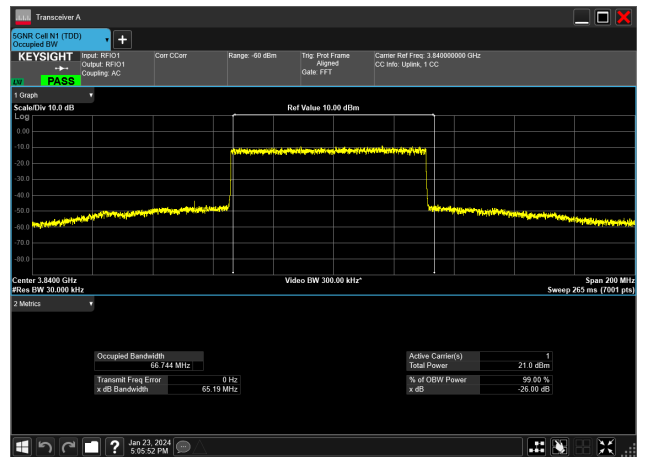 Transceiver A
5GNR Cell N1 (TDD)
Occupied BW
KEYSIGHT
Input: RFIO1
Output: RFIO1
Coupling: AC
Corr CCorr
Range: -60 dBm
Trig: Prot Frame
Aligned
Gate: FFT
Carrier Ref Freq: 3.840000000 GHz
CC Info: Uplink, 1 CC
PASS
1 Graph
Scale/Div 10.0 dB
Ref Value 10.00 dBm
Log
0.00
-10.0
-20.0
-30.0
-40.0
-50.0
-60.0
-70.0
-80.0
Center 3.8400 GHz
Video BW 300.00 kHz*
Span 200 MHz
#Res BW 30.000 kHz
Sweep 265 ms (7001 pts)
2 Metrics
Occupied Bandwidth
66.744 MHz
Transmit Freq Error 0 Hz
x dB Bandwidth 65.19 MHz
Active Carrier(s) 1
Total Power 21.0 dBm
% of OBW Power 99.00 %
x dB -26.00 dB
Jan 23, 2024
5:05:52 PM